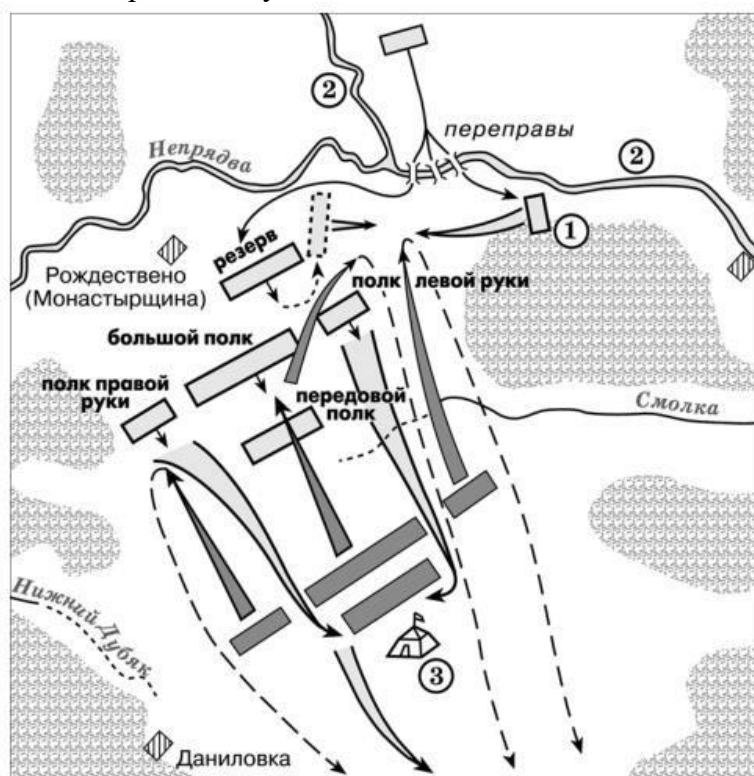 2
переправы
Непрядва
2
1
резерв
Рождествено
(Монастырщина)
полк левой руки
большой полк
полк правой
руки
передовой
полк
Смолка
Нижний Дубяк
3
Даниловка